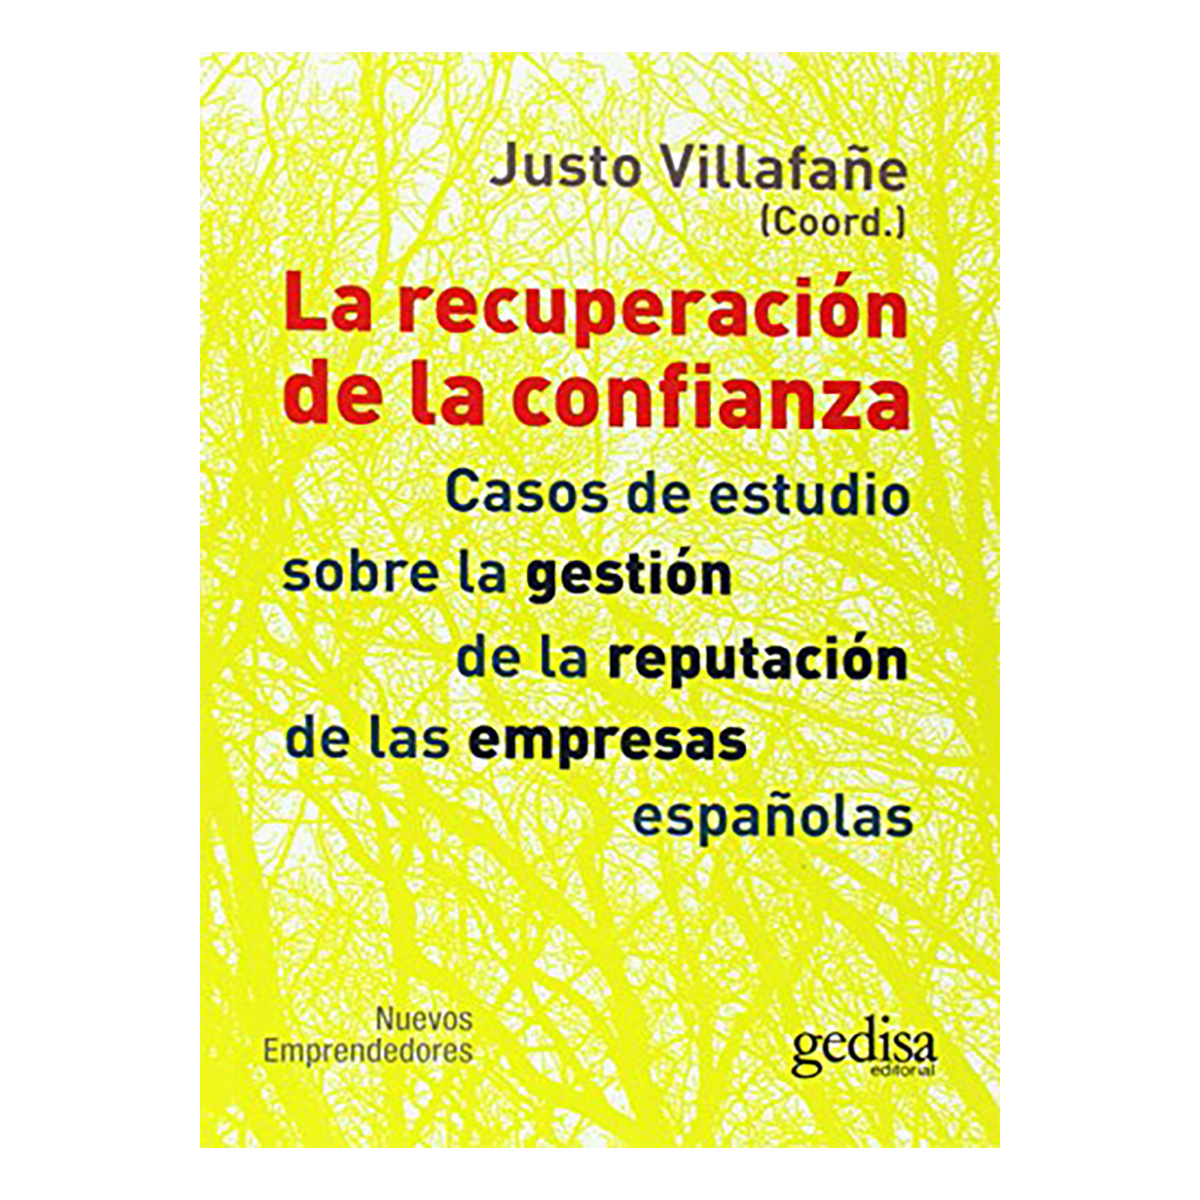 Justo Villafañe
(Coord.)
La recuperación
de la confianza
Casos de estudio
sobre la gestión
de la reputación
de las empresas
españolas
Nuevos
Emprendedores
gedisa
editorial